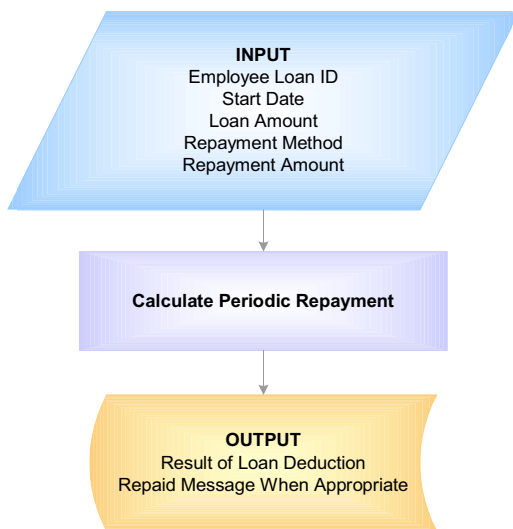 INPUT
Employee Loan ID
Start Date
Loan Amount
Repayment Method
Repayment Amount
Calculate Periodic Repayment
OUTPUT
Result of Loan Deduction
Repaid Message When Appropriate